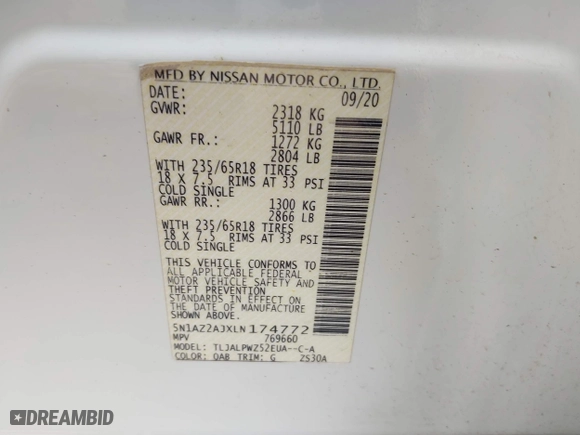 MFD BY NISSAN MOTOR CO., LTD.
DATE: 09/20
GVWR: 2318 KG
5110 LB
GAWR FR.: 1272 KG
2804 LB
WITH 235/65R18 TIRES
18 X 7.5 RIMS AT 33 PSI
COLD SINGLE
GAWR RR.: 1300 KG
2866 LB
WITH 235/65R18 TIRES
18 X 7.5 RIMS AT 33 PSI
COLD SINGLE
THIS VEHICLE CONFORMS TO
ALL APPLICABLE FEDERAL
MOTOR VEHICLE SAFETY AND
THEFT PREVENTION
STANDARDS IN EFFECT ON
THE DATE OF MANUFACTURE
SHOWN ABOVE.
5N1AZ2AJXLN174772
MPV 769660
MODEL: TLJALPWZ52EUA--C-A
COLOR: QAB TRIM: G ZS30A
DREAMBID